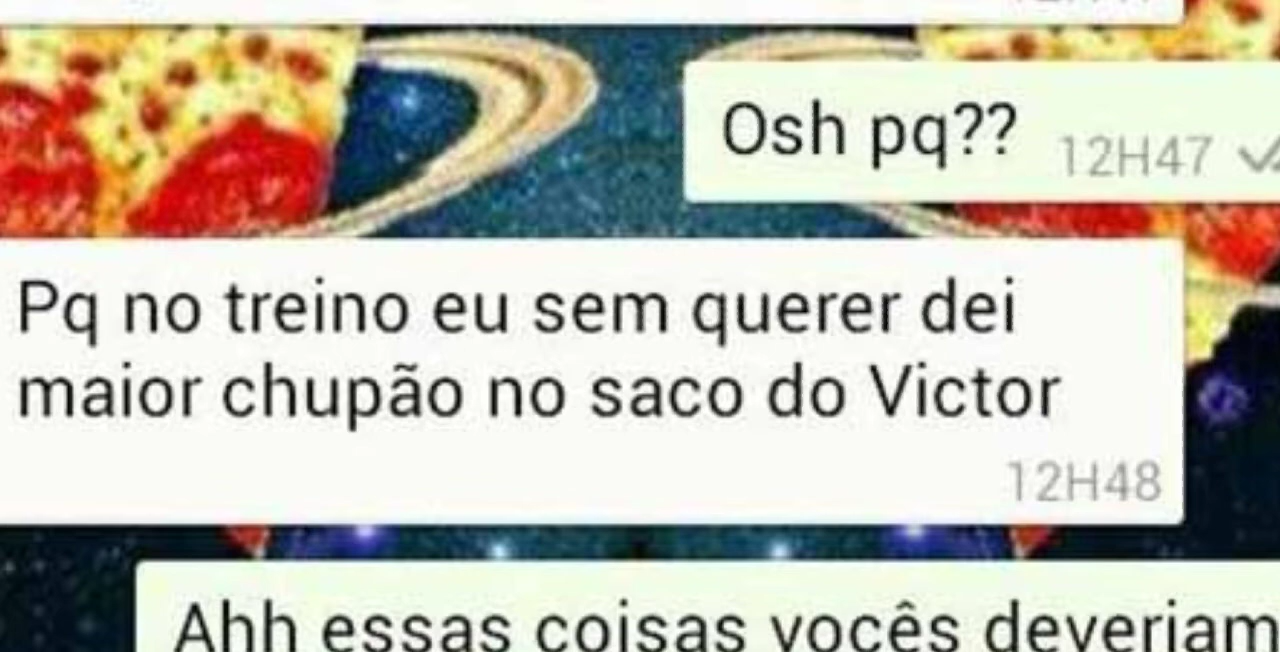 Osh pq??
12H47
Pq no treino eu sem querer dei
maior chupão no saco do Victor
12H48
Ahh essas coisas vocês deveriam